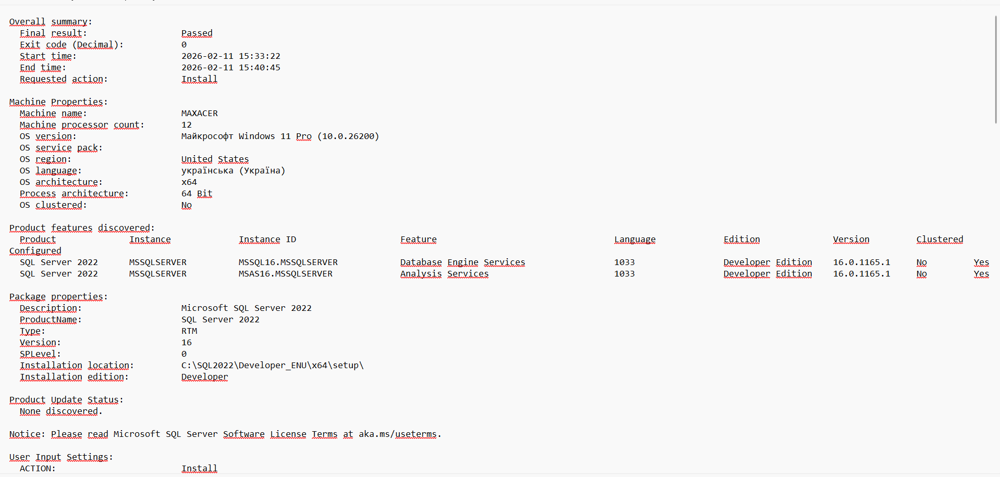 Overall summary:
Final result: Passed
Exit code (Decimal): 0
Start time: 2026-02-11 15:33:22
End time: 2026-02-11 15:40:45
Requested action: Install
Machine Properties:
Machine name: MAXACER
Machine processor count: 12
OS version: Майкрософт Windows 11 Pro (10.0.26200)
OS service pack:
OS region: United States
OS language: українська (Україна)
OS architecture: x64
Process architecture: 64 Bit
OS clustered: No
Product features discovered:
Product Instance Instance ID Feature Language Edition Version Clustered
Configured
SQL Server 2022 MSSQLSERVER MSSQL16.MSSQLSERVER Database Engine Services 1033 Developer Edition 16.0.1165.1 No Yes
SQL Server 2022 MSSQLSERVER MSAS16.MSSQLSERVER Analysis Services 1033 Developer Edition 16.0.1165.1 No Yes
Package properties:
Description: Microsoft SQL Server 2022
ProductName: SQL Server 2022
Type: RTM
Version: 16
SPLevel: 0
Installation location: C:\SQL2022\Developer_ENU\x64\setup\
Installation edition: Developer
Product Update Status:
None discovered.
Notice: Please read Microsoft SQL Server Software License Terms at aka.ms/useterms.
User Input Settings:
ACTION: Install